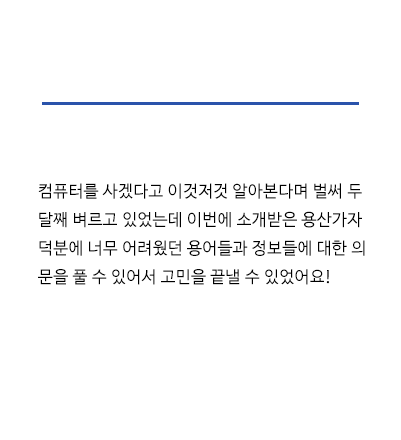 컴퓨터를 사겠다고 이것저것 알아본다며 벌써 두
달째 벼르고 있었는데 이번에 소개받은 용산가자
덕분에 너무 어려웠던 용어들과 정보들에 대한 의
문을 풀 수 있어서 고민을 끝낼 수 있었어요!